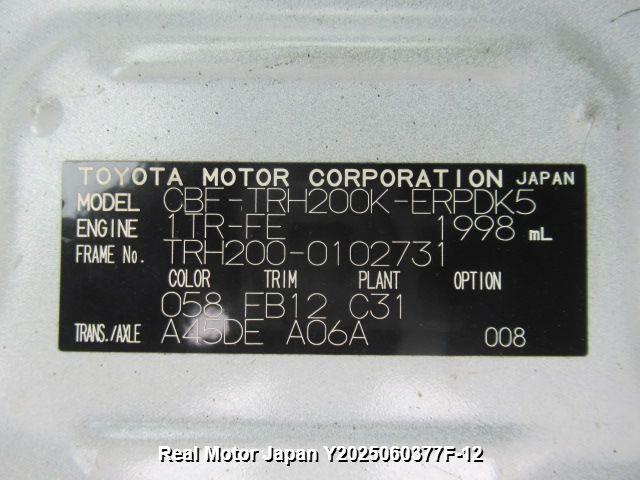 TOYOTA MOTOR CORPORATION JAPAN
MODEL CBF-TRH200K-ERPDK5
ENGINE 1TR-FE 1998 mL
FRAME No. TRH200-0102731
COLOR TRIM PLANT OPTION
058 FB12 C31
TRANS./AXLE A45DE A06A 008
Real Motor Japan Y2025060377F-12